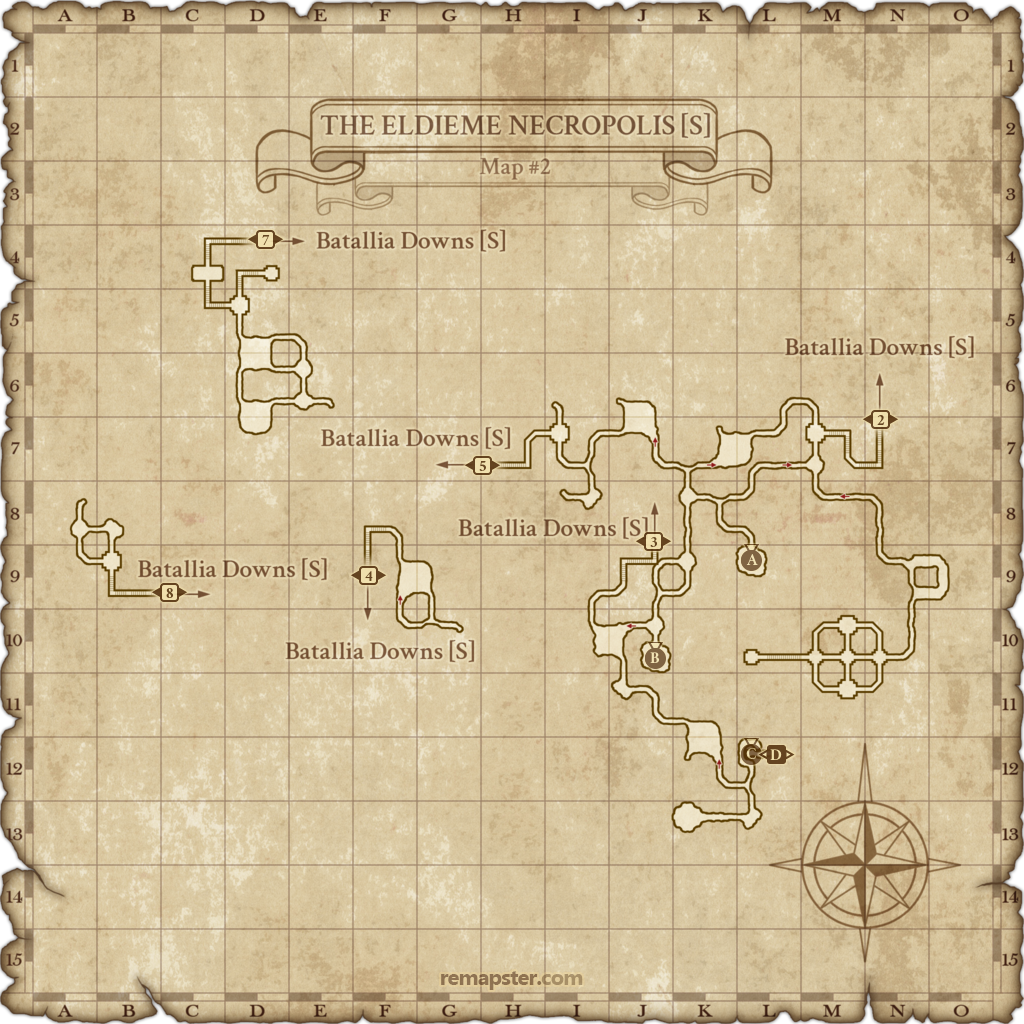 A B C D E F G H I J K L M N O
1 1
2 2
THE ELDIEME NECROPOLIS [S]
Map #2
3 3
4 4
7 Batallia Downs [S]
5 5
Batallia Downs [S]
6 6
2
Batallia Downs [S]
7 7
5
8 8
Batallia Downs [S]
3
A
Batallia Downs [S]
8
9 9
4
10 10
Batallia Downs [S]
B
11 11
12 12
C D
13 13
14 14
15 15
remapster.com
A B C D E F G H I J K L M N O